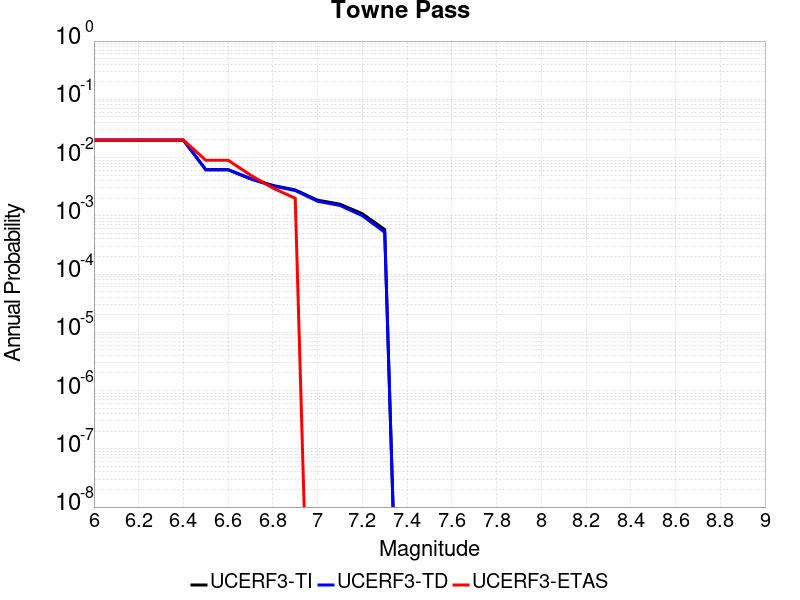 Towne Pass
10^0
10^-1
10^-2
10^-3
10^-4
10^-5
10^-6
10^-7
10^-8
Annual Probability
6 6.2 6.4 6.6 6.8 7 7.2 7.4 7.6 7.8 8 8.2 8.4 8.6 8.8 9
Magnitude
UCERF3-TI UCERF3-TD UCERF3-ETAS